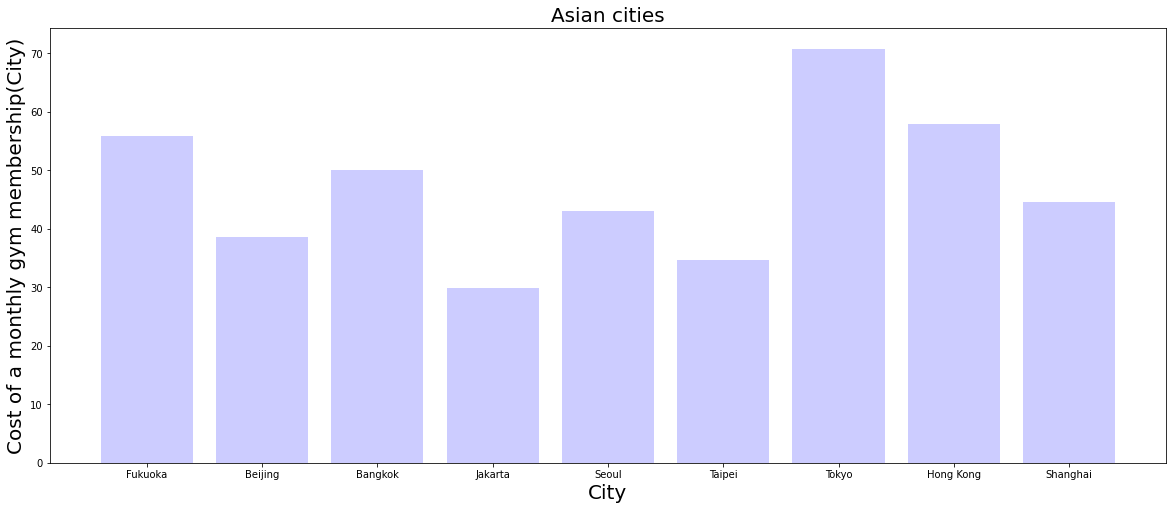 Asian cities
Cost of a monthly gym membership(City)
70
60
50
40
30
20
10
0
Fukuoka Beijing Bangkok Jakarta Seoul Taipei Tokyo Hong Kong Shanghai
City